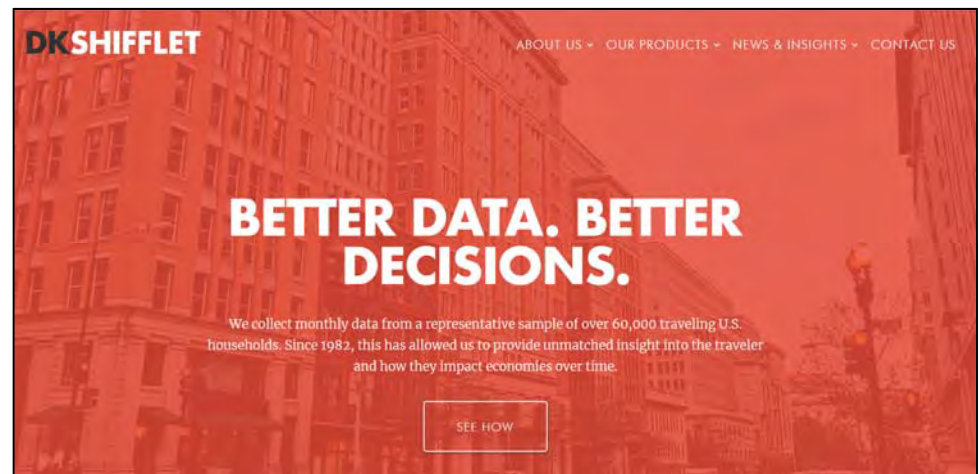 DKSHIFFLET
ABOUT US
OUR PRODUCTS
NEWS & INSIGHTS
CONTACT US
BETTER DATA. BETTER
DECISIONS.
We collect monthly data from a representative sample of over 60,000 traveling U.S.
households. Since 1982, this has allowed us to provide unmatched insight into the traveler
and how they impact economies over time.
SEE HOW